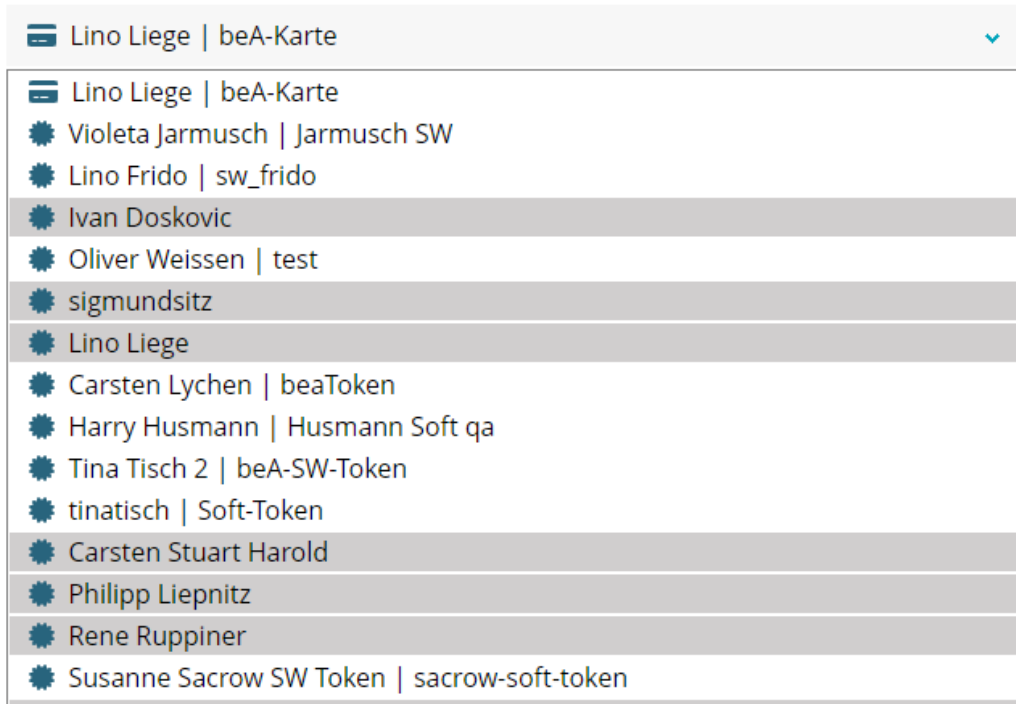 Lino Liege | beA-Karte
Lino Liege | beA-Karte
Violeta Jarmusch | Jarmusch SW
Lino Frido | sw_frido
Ivan Doskovic
Oliver Weissen | test
sigmundsitz
Lino Liege
Carsten Lychen | beaToken
Harry Husmann | Husmann Soft qa
Tina Tisch 2 | beA-SW-Token
tinatisch | Soft-Token
Carsten Stuart Harold
Philipp Liepnitz
Rene Ruppiner
Susanne Sacrow SW Token | sacrow-soft-token